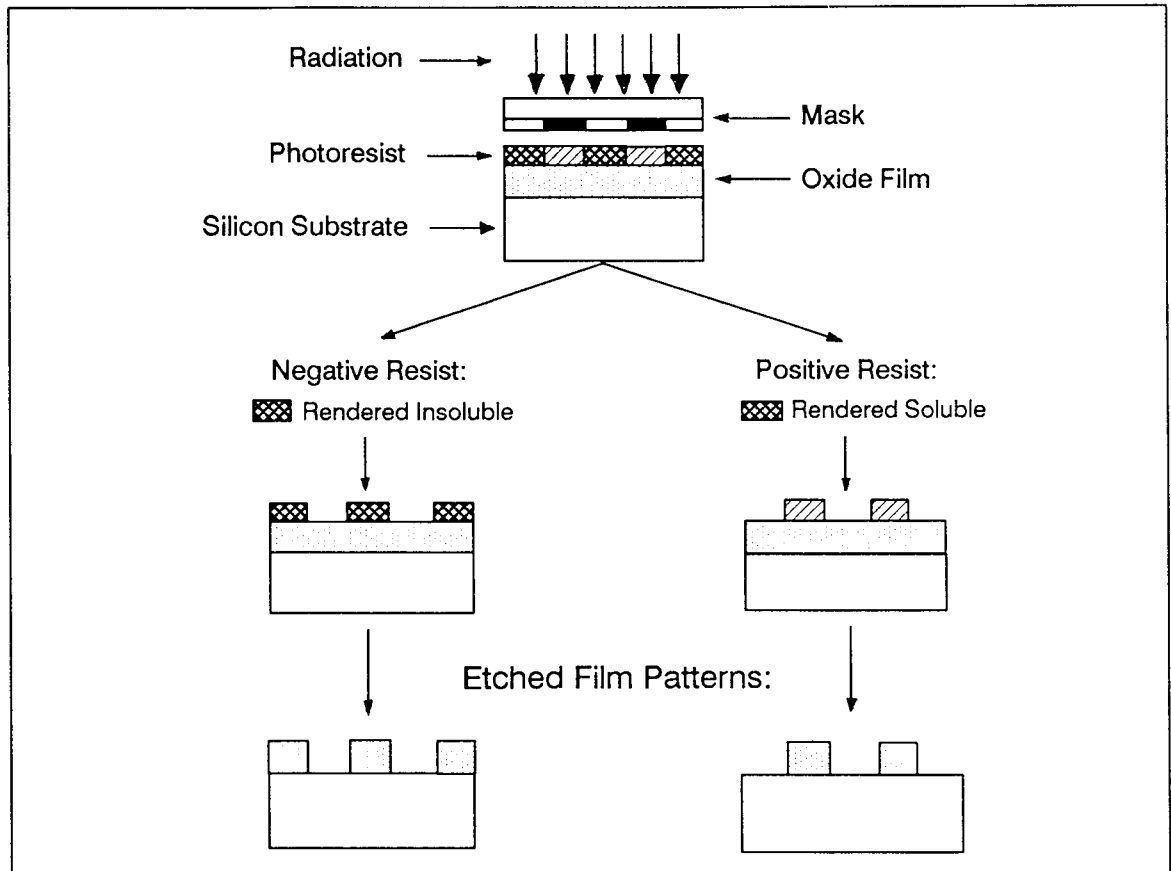 Radiation
Mask
Photoresist
Oxide Film
Silicon Substrate
Negative Resist:
Rendered Insoluble
Positive Resist:
Rendered Soluble
Etched Film Patterns: